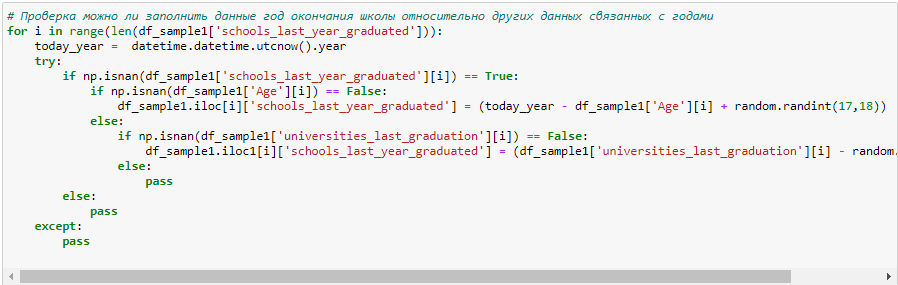 # Проверка можно ли заполнить данные год окончания школы относительно других данных связанных с годами
for i in range(len(df_sample1['schools_last_year_graduated'])):
    today_year =  datetime.datetime.utcnow().year
    try:
        if np.isnan(df_sample1['schools_last_year_graduated'][i]) == True:
            if np.isnan(df_sample1['Age'][i]) == False:
                df_sample1.iloc[i]['schools_last_year_graduated'] = (today_year - df_sample1['Age'][i] + random.randint(17,18))
            else:
                if np.isnan(df_sample1['universities_last_graduation'][i]) == False:
                    df_sample1.iloc1[i]['schools_last_year_graduated'] = (df_sample1['universities_last_graduation'][i] - random.
                else:
                    pass
        else:
            pass
    except:
        pass